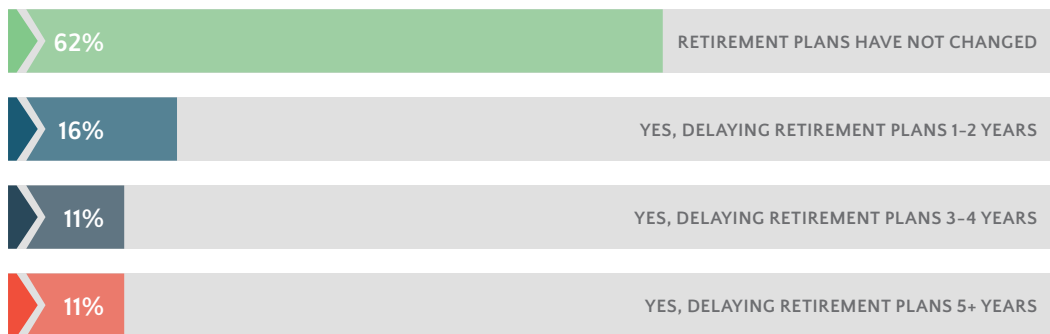 62% RETIREMENT PLANS HAVE NOT CHANGED
16% YES, DELAYING RETIREMENT PLANS 1-2 YEARS
11% YES, DELAYING RETIREMENT PLANS 3-4 YEARS
11% YES, DELAYING RETIREMENT PLANS 5+ YEARS